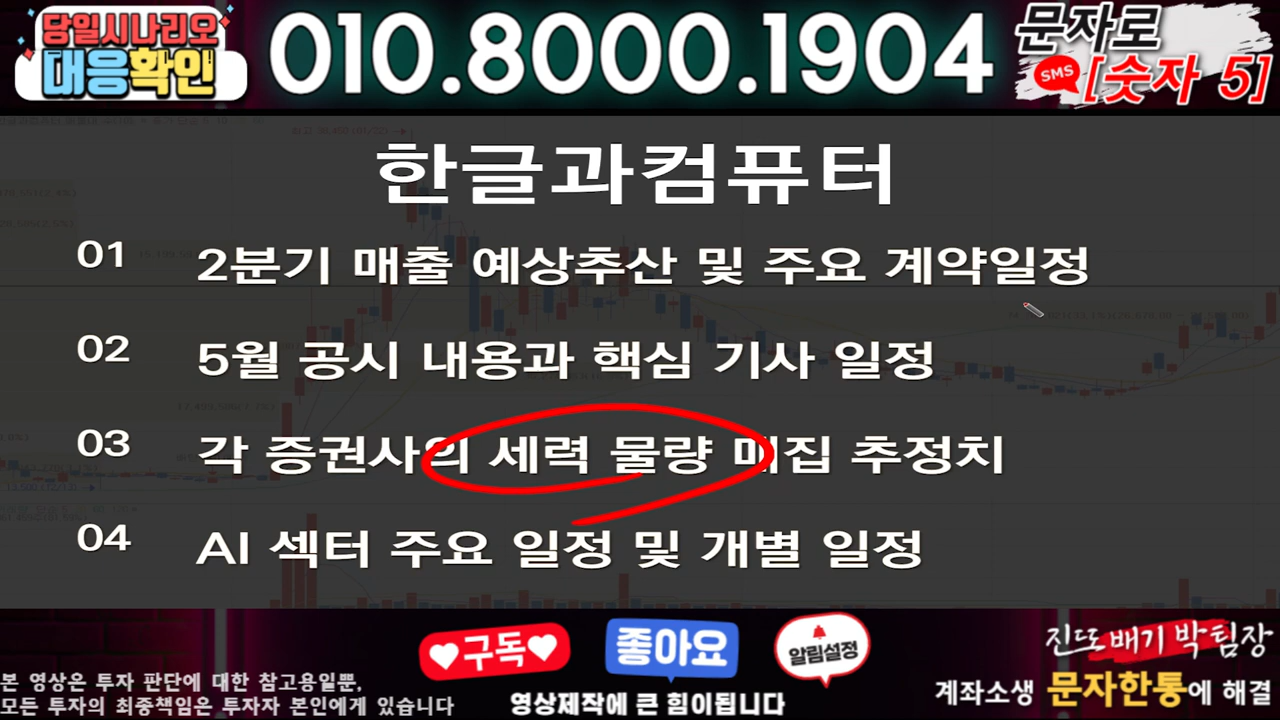 당일시나리오
대응확인
010.8000.1904
문자로
SMS
[숫자 5]
한글과컴퓨터
01 2분기 매출 예상추산 및 주요 계약일정
02 5월 공시 내용과 핵심 기사 일정
03 각 증권사의 세력 물량 매집 추정치
04 AI 섹터 주요 일정 및 개별 일정
구독
좋아요
알림설정
영상제작에 큰 힘이됩니다
본 영상은 투자 판단에 대한 참고용일뿐,
모든 투자의 최종책임은 투자자 본인에게 있습니다
진또배기 박팀장
계좌소생 문자한통에 해결